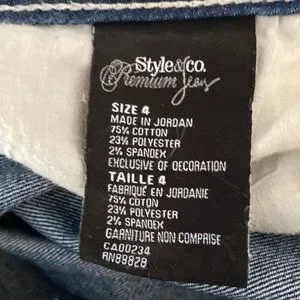 Style&co.
Premium Jeans
SIZE 4
MADE IN JORDAN
75% COTTON
23% POLYESTER
2% SPANDEX
EXCLUSIVE OF DECORATION
TAILLE 4
FABRIQUÉ EN JORDANIE
75% COTON
23% POLYESTER
2% SPANDEX
GARNITURE NON COMPRISE
CA00234
RN89828